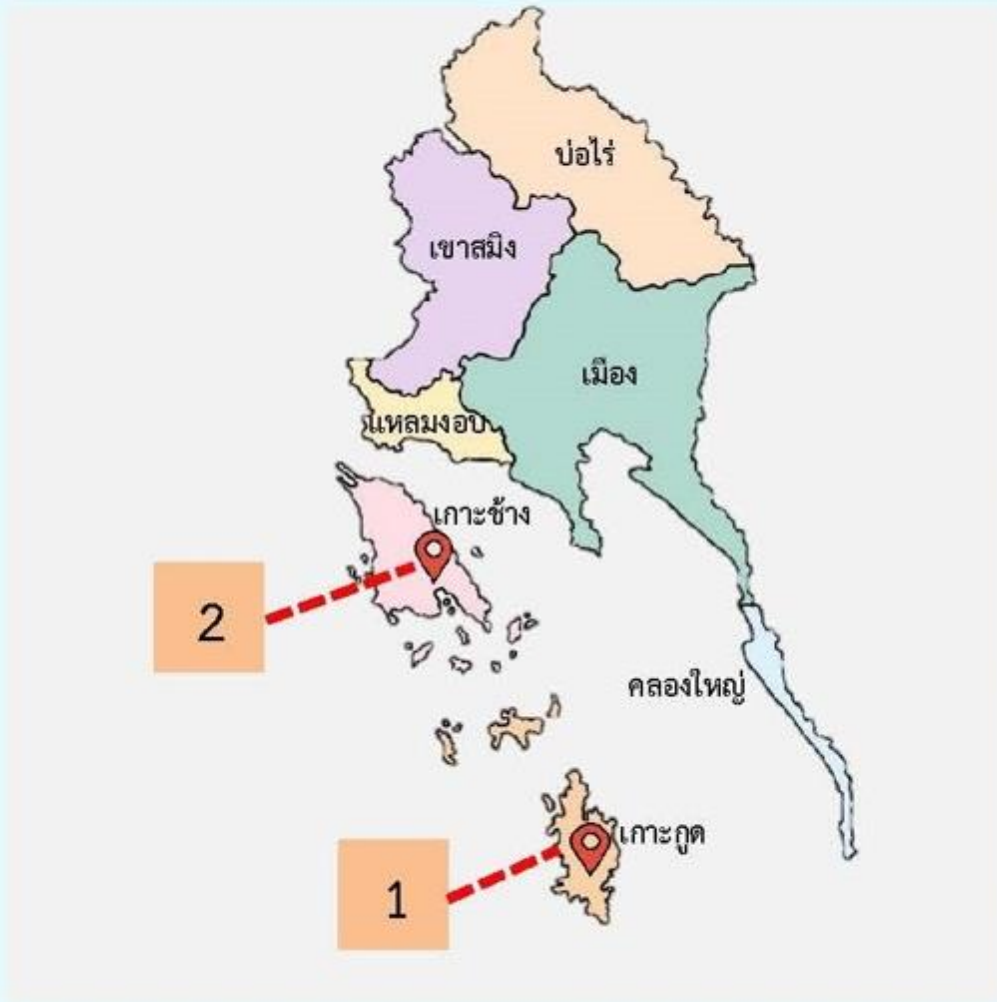 บ่อไร่
เขาสมิง
เมือง
แหลมงอบ
เกาะช้าง
2
คลองใหญ่
เกาะกูด
1